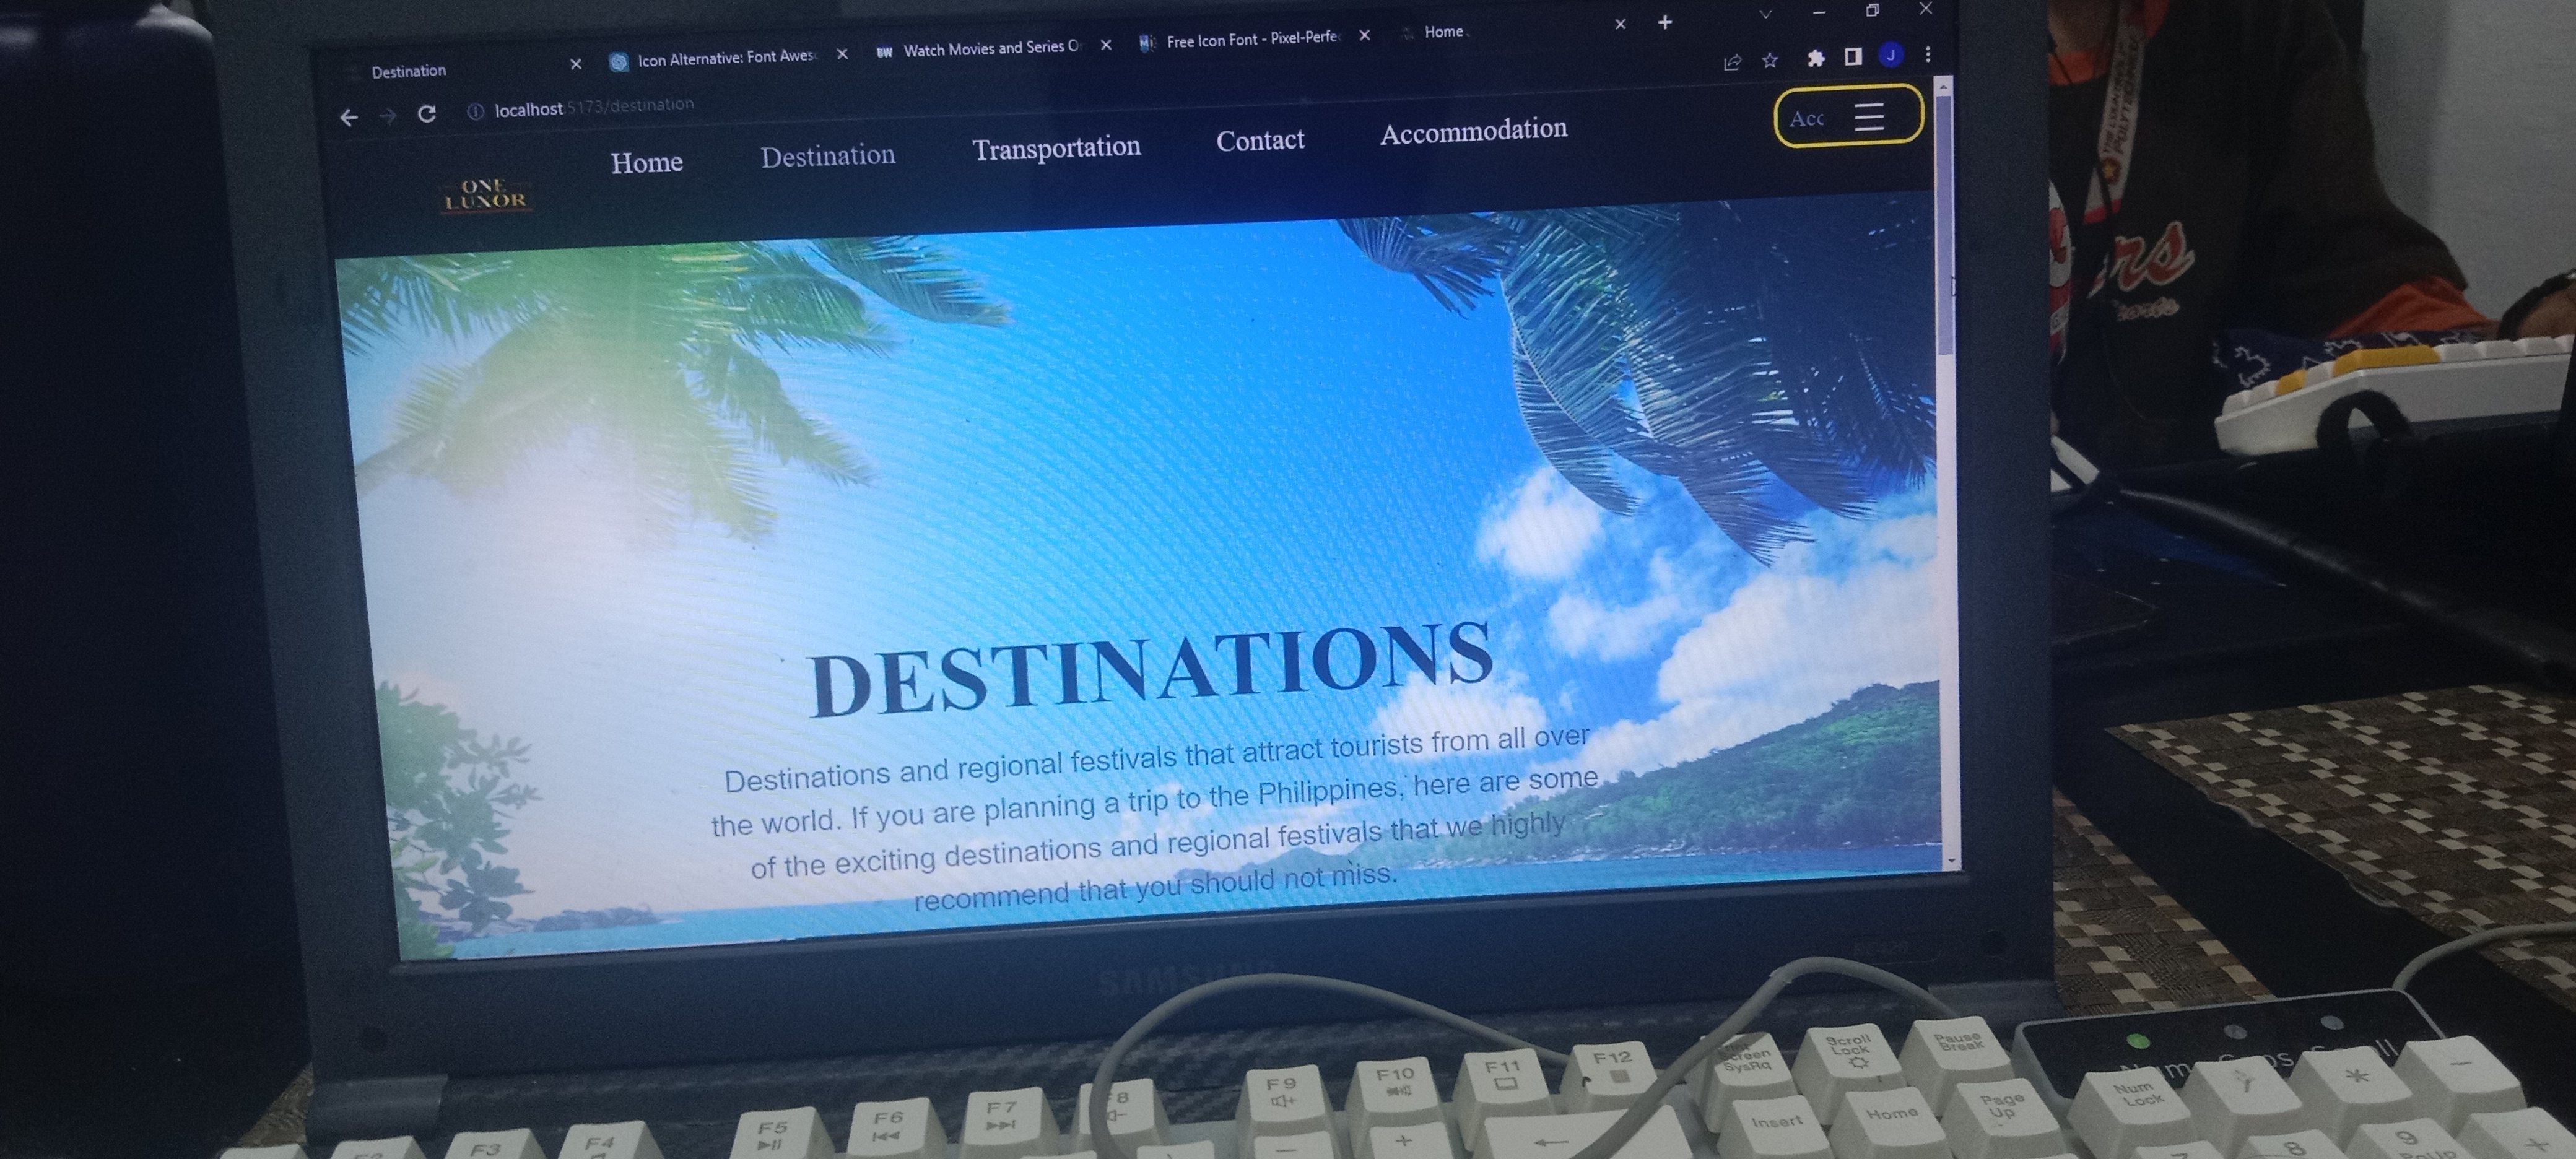 Destination
Icon Alternative: Font Awes
BW Watch Movies and Series O
Free Icon Font - Pixel-Perfe
Home
localhost:5173/destination
J
ONE
LUXOR
Home
Destination
Transportation
Contact
Accommodation
Acc
DESTINATIONS
Destinations and regional festivals that attract tourists from all over
the world. If you are planning a trip to the Philippines, here are some
of the exciting destinations and regional festivals that we highly
recommend that you should not miss.
SAMSUNG
rs
F3
F4
F5
F6
F7
F8
F9
F10
F11
F12
Screen
SysRq
Scroll
Lock
Pause
Break
Insert
Home
Page
Up
Num
Lock
*
-
+
8
9